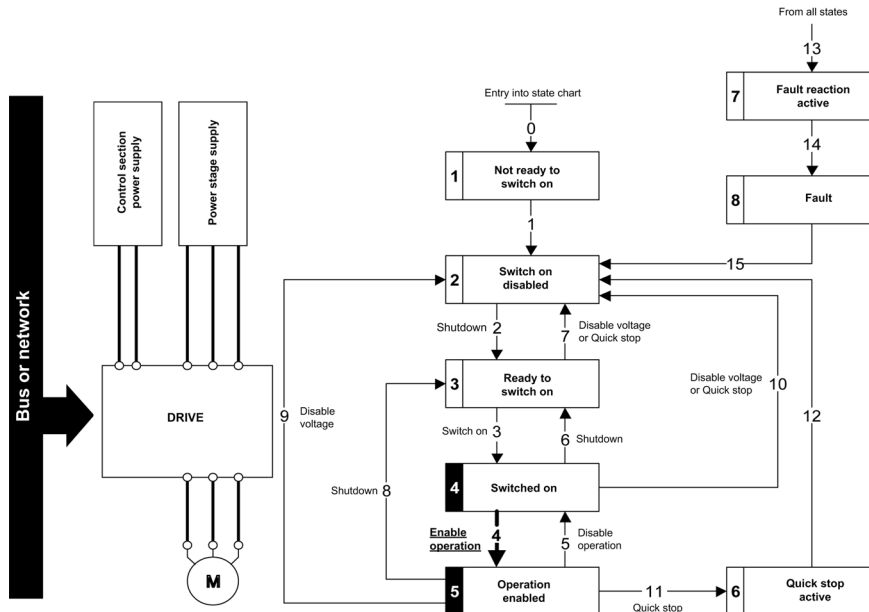 From all states
13
7
Fault reaction
active
14
8
Fault
15
Entry into state chart
0
1
Not ready to
switch on
1
2
Switch on
disabled
Shutdown 2
7
Disable voltage
or Quick stop
3
Ready to
switch on
Switch on 3
6 Shutdown
4
Switched on
Enable
operation
4
5
Disable
operation
5
Operation
enabled
11
Quick stop
6
Quick stop
active
Disable voltage
or Quick stop
10
12
9
Disable
voltage
Shutdown 8
Bus or network
Control section
power supply
Power stage supply
DRIVE
M